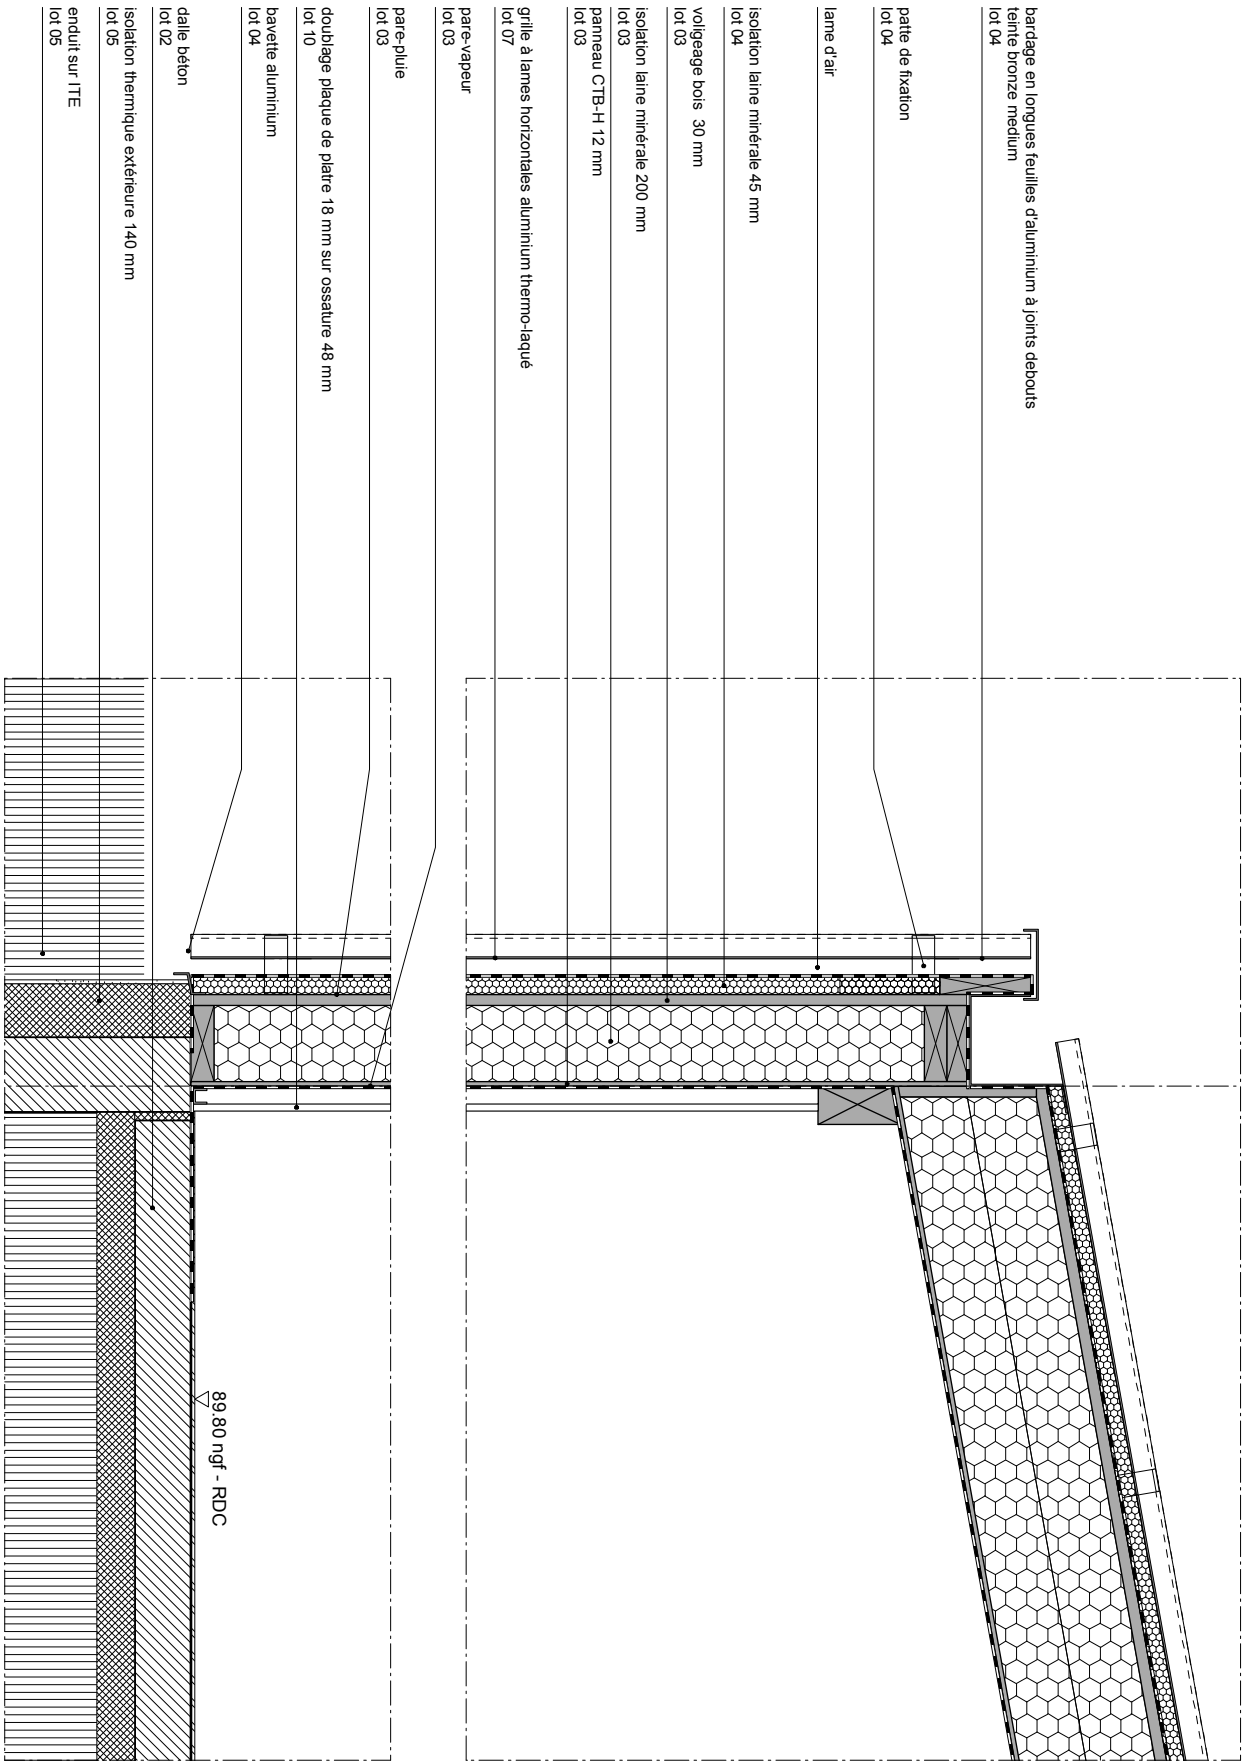 bardage en longues feuilles d'aluminium à joints debouts
teinte bronze medium
lot 04
patte de fixation
lot 04
lame d'air
isolation laine minérale 45 mm
lot 04
voligeage bois 30 mm
lot 03
isolation laine minérale 200 mm
lot 03
panneau CTB-H 12 mm
lot 03
grille à lames horizontales aluminium thermo-laqué
lot 07
pare-vapeur
lot 03
pare-pluie
lot 03
doublage plaque de platre 18 mm sur ossature 48 mm
lot 10
bavette aluminium
lot 04
dalle béton
lot 02
isolation thermique extérieure 140 mm
lot 05
enduit sur ITE
lot 05
89.80 ngf - RDC